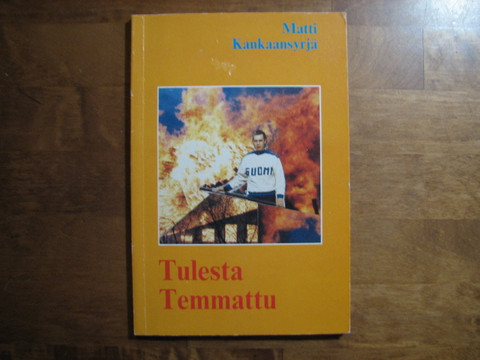 Matti
Kankaansyrjä
SUOMI
Tulesta
Temmattu